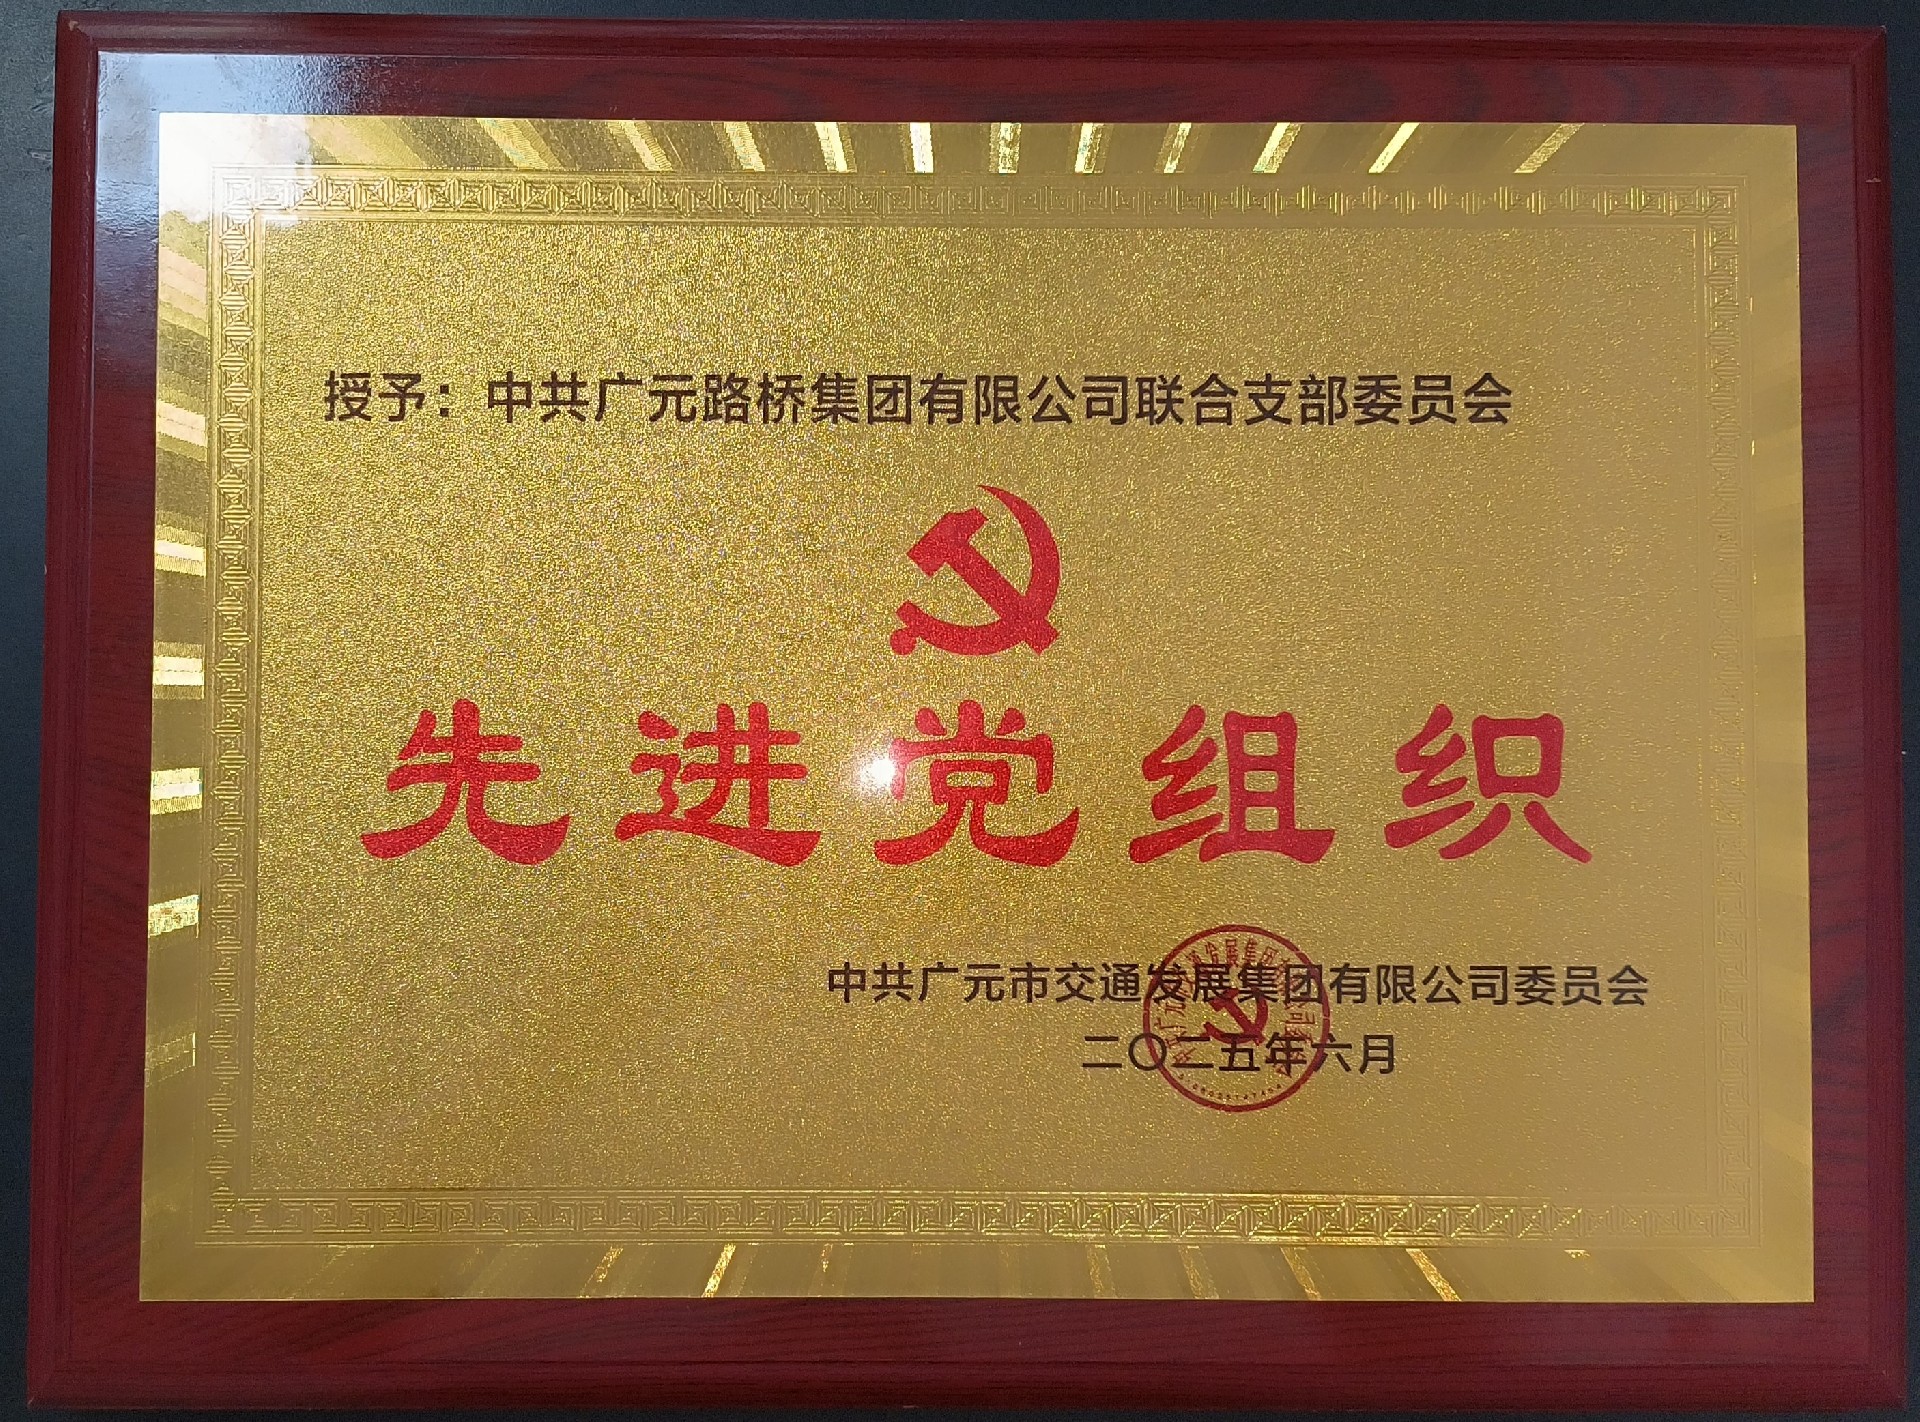 授予：中共广元路桥集团有限公司联合支部委员会
先进党组织
中共广元市交通发展集团有限公司委员会
二〇二五年六月